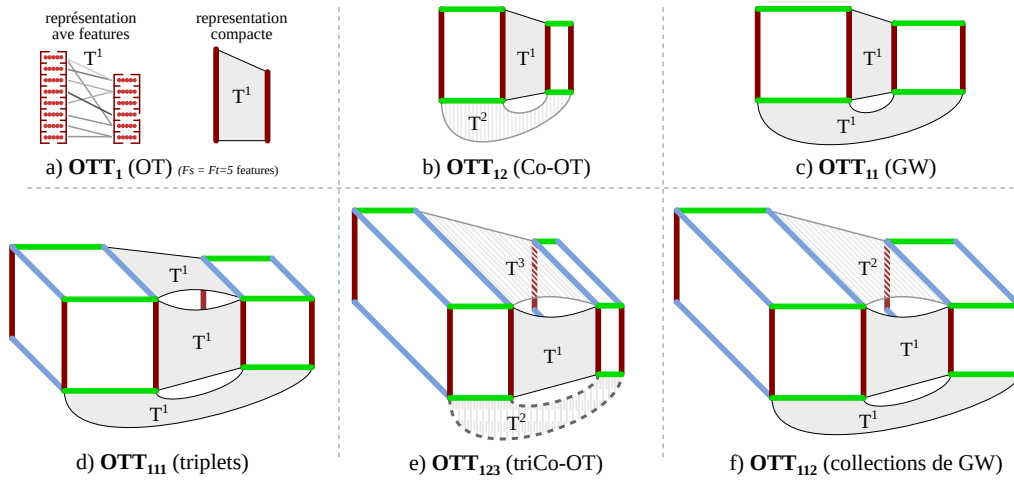 représentation
ave features
T¹
representation
compacte
T¹
a) OTT₁ (OT) (Fs = Ft=5 features)
T¹
T²
b) OTT₁₂ (Co-OT)
T¹
T¹
c) OTT₁₁ (GW)
T¹
T¹
T¹
d) OTT₁₁₁ (triplets)
T³
T¹
T²
e) OTT₁₂₃ (triCo-OT)
T²
T¹
T¹
f) OTT₁₁₂ (collections de GW)